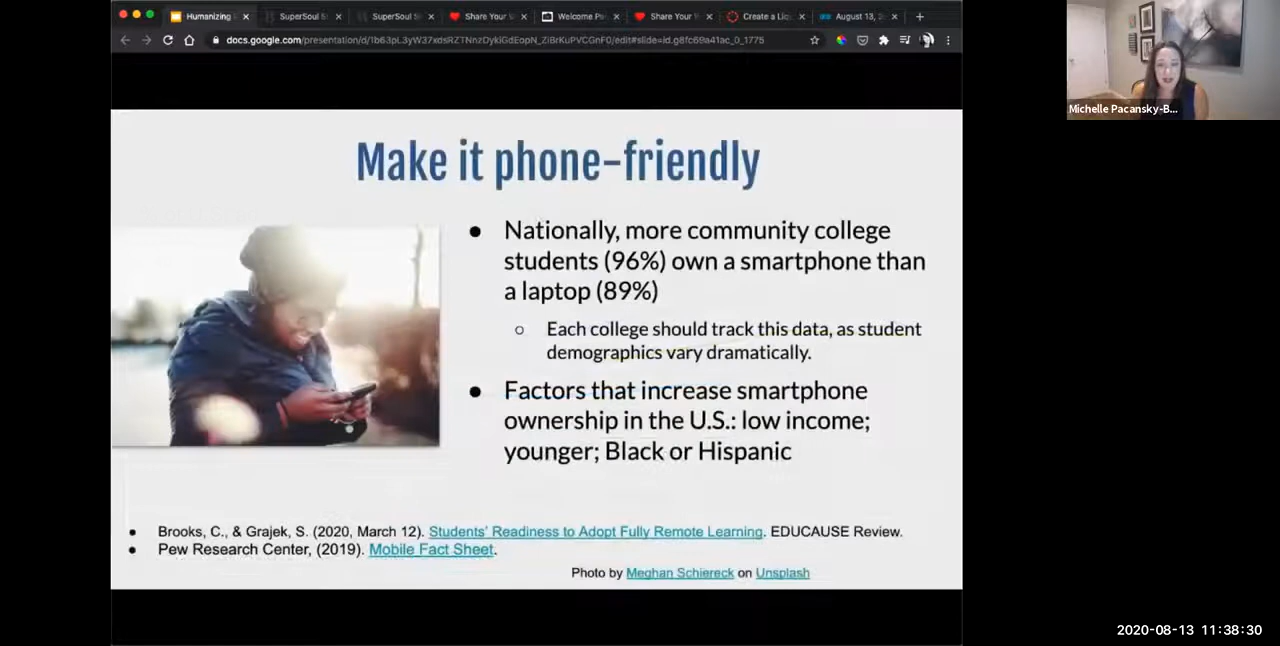 Humanizing
SuperSoul S
SuperSoul S
Share Your
Welcome Pa
Share Your
Create a Liq
August 13, 2
docs.google.com/presentation/d/1b63pL3yW37xdsRZTNnzDykiGdEopN_ZiBrKuPVCGnF0/edit#slide=id.g8fc69a41ac_0_1775
Michelle Pacansky-B...
Make it phone-friendly
● Nationally, more community college
students (96%) own a smartphone than
a laptop (89%)
○ Each college should track this data, as student
demographics vary dramatically.
● Factors that increase smartphone
ownership in the U.S.: low income;
younger; Black or Hispanic
● Brooks, C., & Grajek, S. (2020, March 12). Students' Readiness to Adopt Fully Remote Learning. EDUCAUSE Review.
● Pew Research Center, (2019). Mobile Fact Sheet.
Photo by Meghan Schiereck on Unsplash
2020-08-13 11:38:30